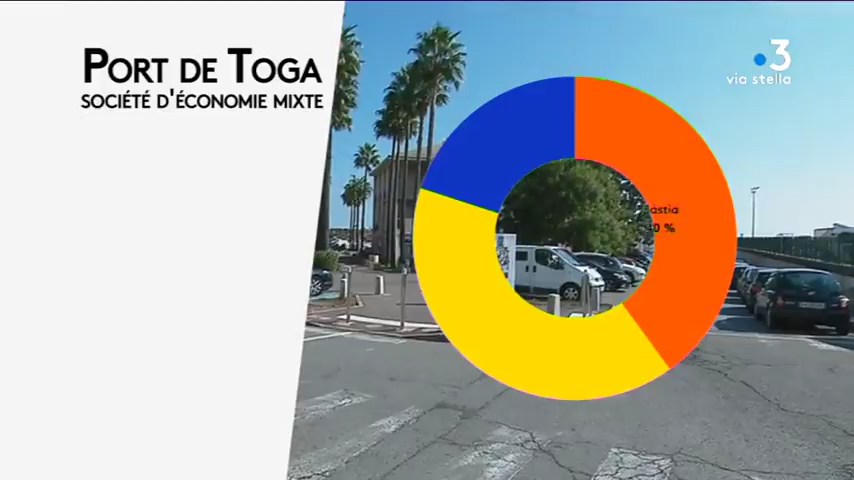 PORT DE TOGA
SOCIÉTÉ D'ÉCONOMIE MIXTE
3
via stella
%